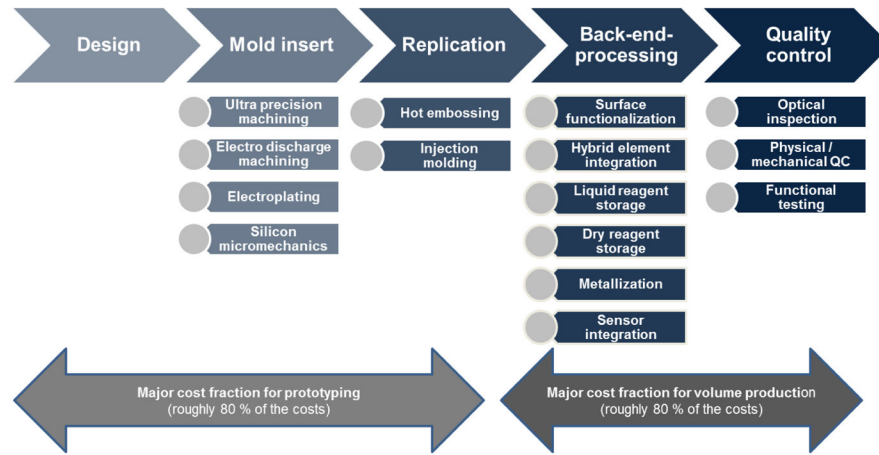 Design
Mold insert
Replication
Back-end-
processing
Quality
control
Ultra precision
machining
Electro discharge
machining
Electroplating
Silicon
micromechanics
Hot embossing
Injection
molding
Surface
functionalization
Hybrid element
integration
Liquid reagent
storage
Dry reagent
storage
Metallization
Sensor
integration
Optical
inspection
Physical /
mechanical QC
Functional
testing
Major cost fraction for prototyping
(roughly 80 % of the costs)
Major cost fraction for volume production
(roughly 80 % of the costs)